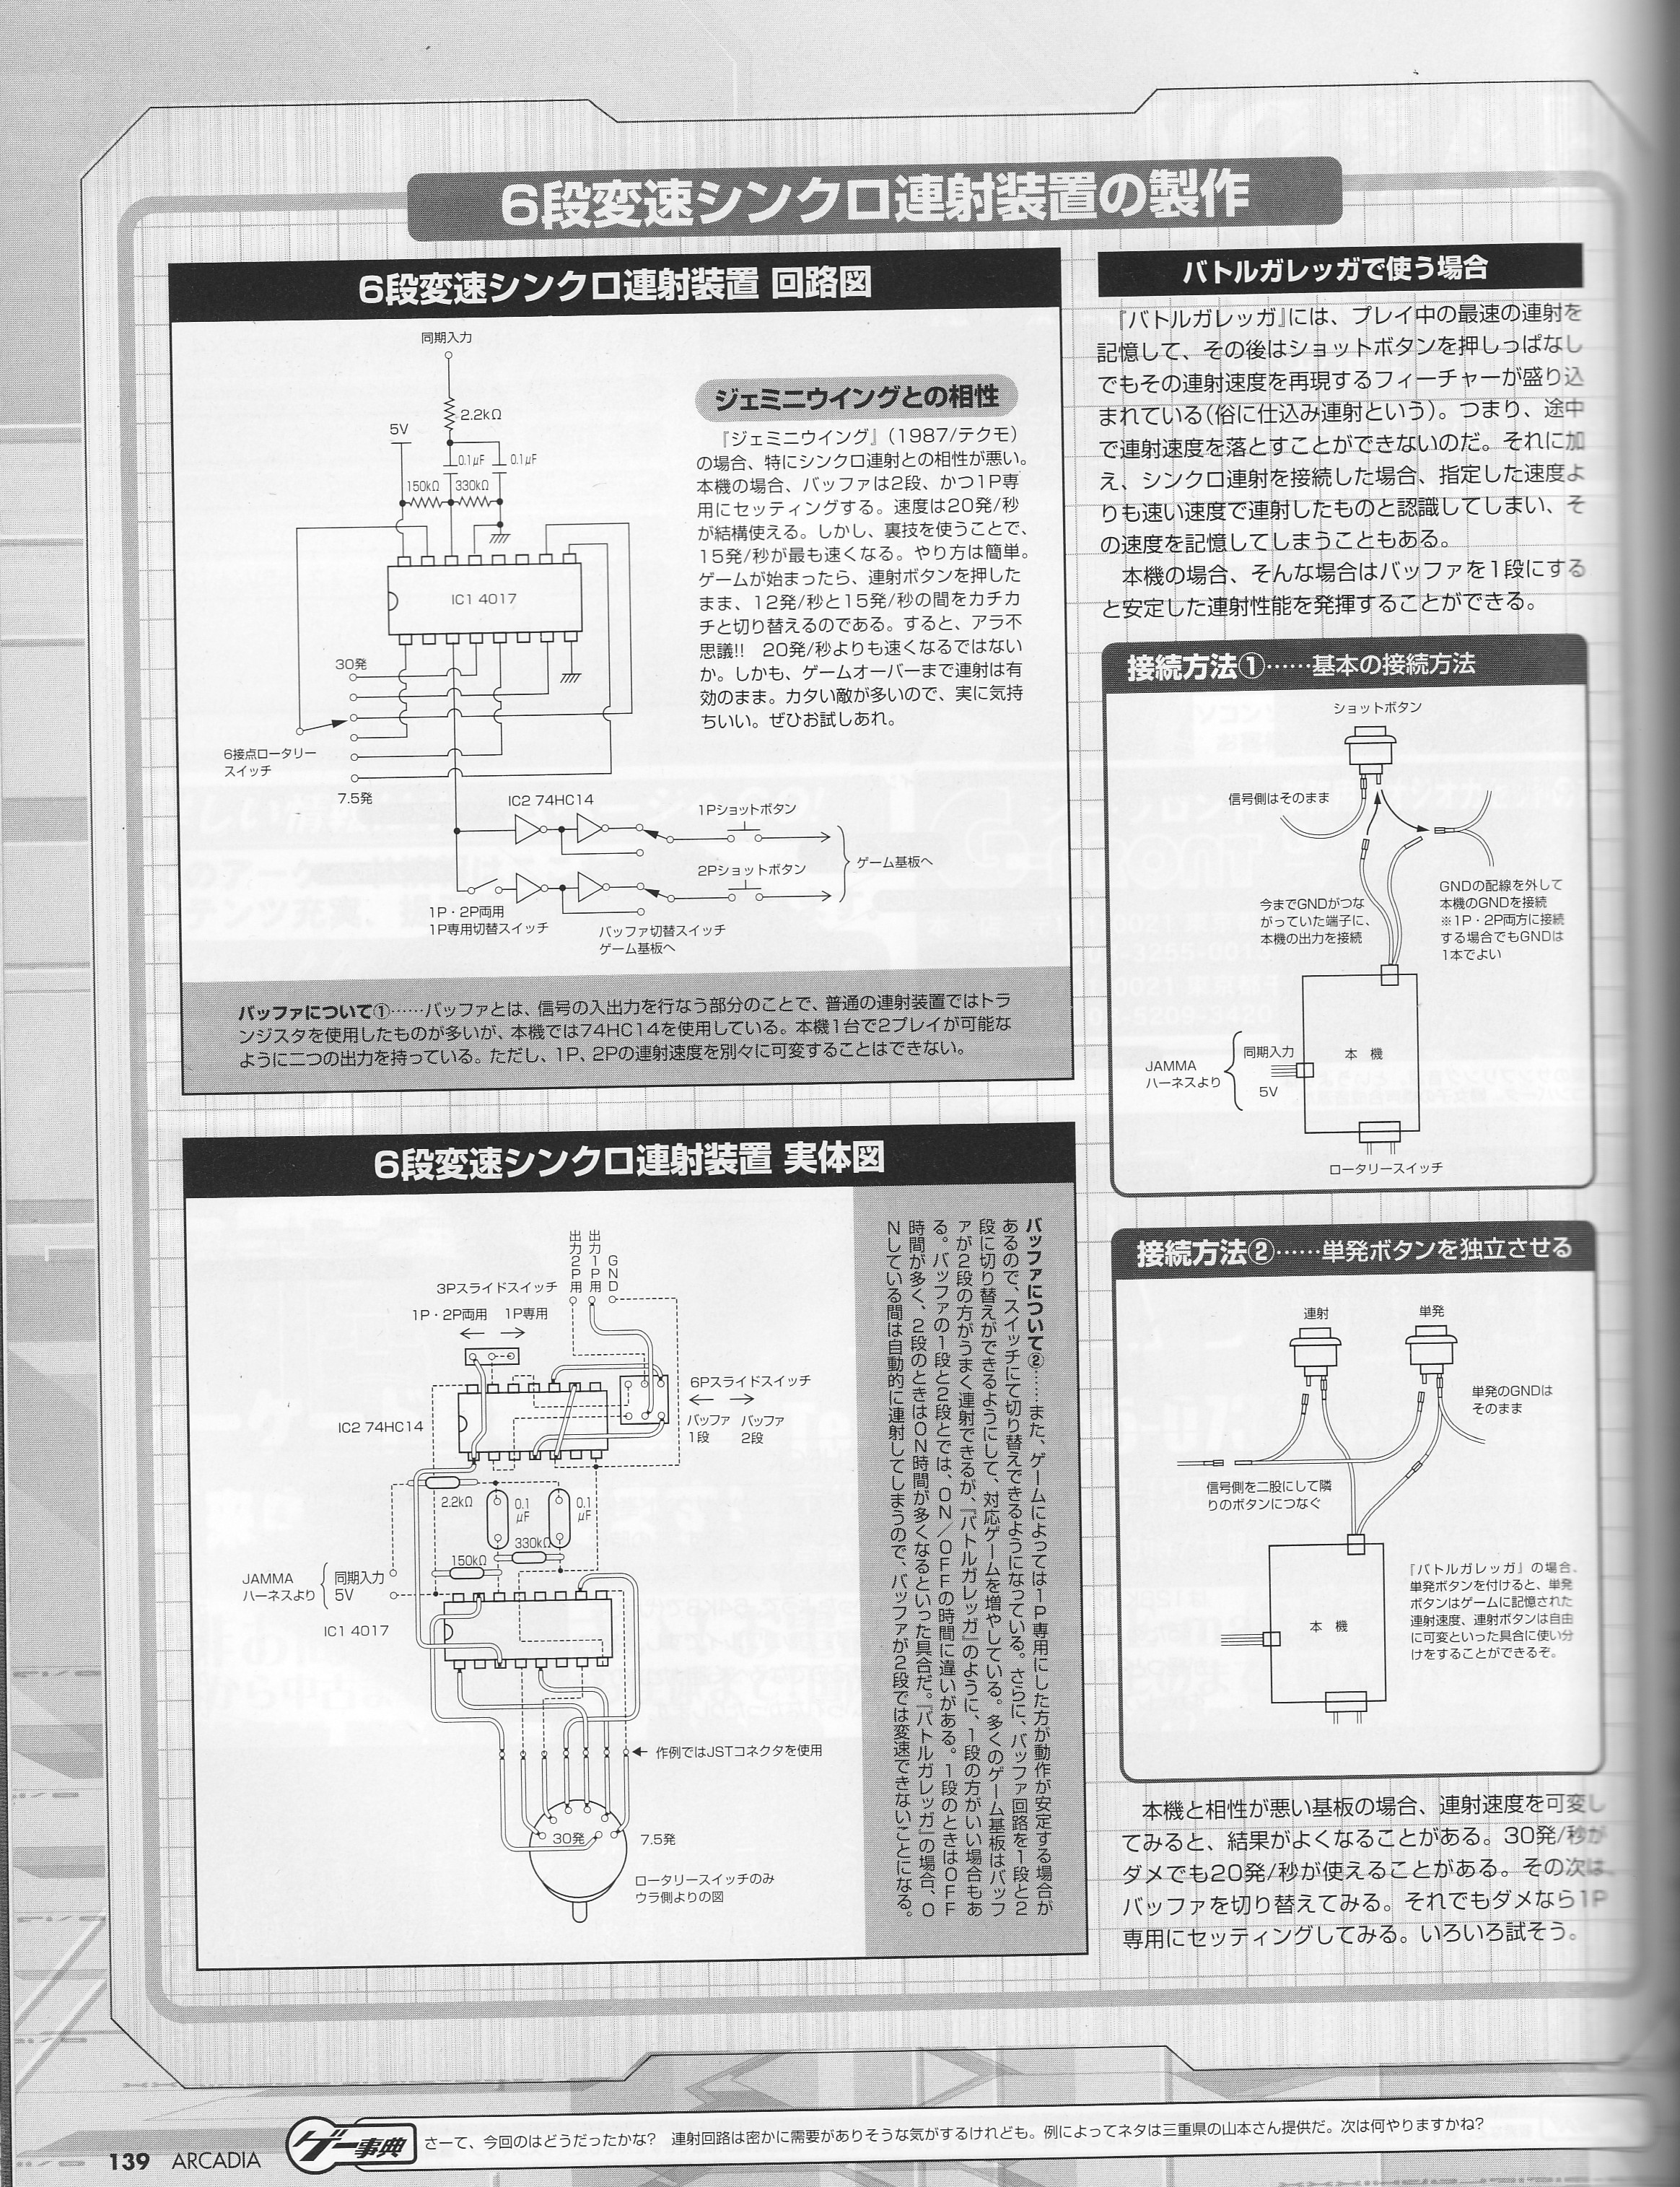 6段変速シンクロ連射装置の製作
6段変速シンクロ連射装置 回路図
同期入力
2.2kΩ
5V
0.1μF
0.1μF
150kΩ
330kΩ
IC1 4017
30発
6接点ロータリー
スイッチ
7.5発
IC2 74HC14
1Pショットボタン
2Pショットボタン
ゲーム基板へ
1P・2P両用
1P専用切替スイッチ
バッファ切替スイッチ
ゲーム基板へ
ジェミニウイングとの相性
『ジェミニウイング』(1987/テクモ)
の場合、特にシンクロ連射との相性が悪い。
本機の場合、バッファは2段、かつ1P専
用にセッティングする。速度は20発/秒
が結構使える。しかし、裏技を使うことで、
15発/秒が最も速くなる。やり方は簡単。
ゲームが始まったら、連射ボタンを押した
まま、12発/秒と15発/秒の間をカチカ
チと切り替えるのである。すると、アラ不
思議!! 20発/秒よりも速くなるではない
か。しかも、ゲームオーバーまで連射は有
効のまま。カタい敵が多いので、実に気持
ちいい。ぜひお試しあれ。
バッファについて①……バッファとは、信号の入出力を行なう部分のことで、普通の連射装置ではトラ
ンジスタを使用したものが多いが、本機では74HC14を使用している。本機1台で2プレイが可能な
ように二つの出力を持っている。ただし、1P、2Pの連射速度を別々に可変することはできない。
6段変速シンクロ連射装置 実体図
出力2P用
出力1P用
GND
3Pスライドスイッチ
1P・2P両用 1P専用
6Pスライドスイッチ
バッファ
1段
バッファ
2段
IC2 74HC14
2.2kΩ
0.1
μF
0.1
μF
330kΩ
150kΩ
JAMMA
ハーネスより
同期入力
5V
IC1 4017
作例ではJSTコネクタを使用
30発
7.5発
ロータリースイッチのみ
ウラ側よりの図
バッファについて②……また、ゲームによっては1P専用にした方が動作が安定する場合が
あるので、スイッチにて切り替えできるようになっている。さらに、バッファ回路を1段と2
段に切り替えができるようにして、対応ゲームを増やしている。多くのゲーム基板はバッフ
ァが2段の方がうまく連射できるが、『バトルガレッガ』のように、1段の方がいい場合もあ
る。バッファの1段と2段とでは、ON/OFFの時間に違いがある。1段のときはOFF
時間が多く、2段のときはON時間が多くなるといった具合だ。『バトルガレッガ』の場合、O
Nしている間は自動的に連射してしまうので、バッファが2段では変速できないことになる。
バトルガレッガで使う場合
『バトルガレッガ』には、プレイ中の最速の連射を
記憶して、その後はショットボタンを押しっぱなし
でもその連射速度を再現するフィーチャーが盛り込
まれている(俗に仕込み連射という)。つまり、途中
で連射速度を落とすことができないのだ。それに加
え、シンクロ連射を接続した場合、指定した速度よ
りも速い速度で連射したものと認識してしまい、そ
の速度を記憶してしまうこともある。
本機の場合、そんな場合はバッファを1段にする
と安定した連射性能を発揮することができる。
接続方法①……基本の接続方法
ショットボタン
信号側はそのまま
今までGNDがつな
がっていた端子に、
本機の出力を接続
GNDの配線を外して
本機のGNDを接続
※1P・2P両方に接続
する場合でもGNDは
1本でよい
JAMMA
ハーネスより
同期入力
5V
本 機
ロータリースイッチ
接続方法②……単発ボタンを独立させる
連射
単発
単発のGNDは
そのまま
信号側を二股にして隣
りのボタンにつなぐ
本 機
『バトルガレッガ』の場合、
単発ボタンを付けると、単発
ボタンはゲームに記憶された
連射速度、連射ボタンは自由
に可変といった具合に使い分
けをすることができるぞ。
本機と相性が悪い基板の場合、連射速度を可変し
てみると、結果がよくなることがある。30発/秒が
ダメでも20発/秒が使えることがある。その次は、
バッファを切り替えてみる。それでもダメなら1P
専用にセッティングしてみる。いろいろ試そう。
139 ARCADIA
ゲー事典
さーて、今回のはどうだったかな? 連射回路は密かに需要がありそうな気がするけれども。例によってネタは三重県の山本さん提供だ。次は何やりますかね?